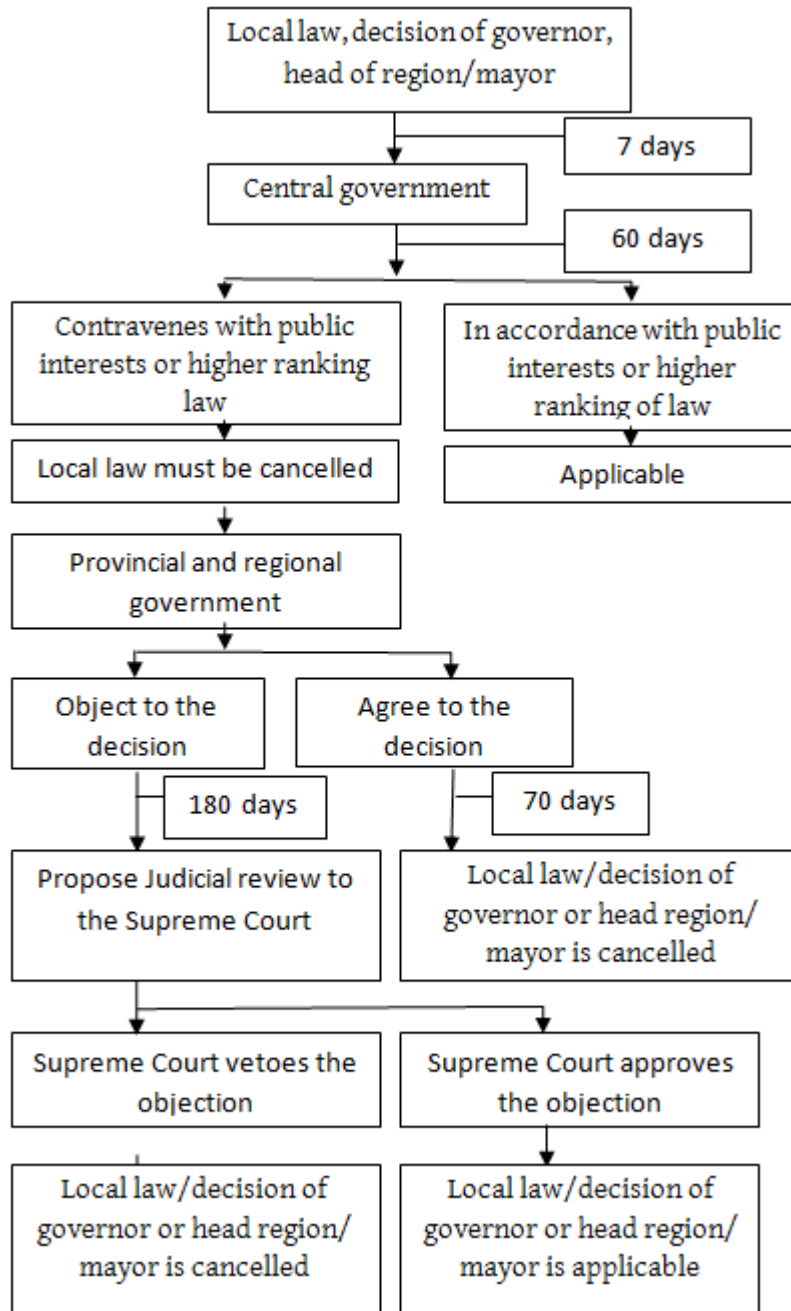 Local law, decision of governor,
head of region/mayor
7 days
Central government
60 days
Contravenes with public
interests or higher ranking
law
In accordance with public
interests or higher
ranking of law
Local law must be cancelled
Applicable
Provincial and regional
government
Object to the
decision
Agree to the
decision
180 days
70 days
Propose Judicial review to
the Supreme Court
Local law/decision of
governor or head region/
mayor is cancelled
Supreme Court vetoes the
objection
Supreme Court approves
the objection
Local law/decision of
governor or head region/
mayor is cancelled
Local law/decision of
governor or head region/
mayor is applicable